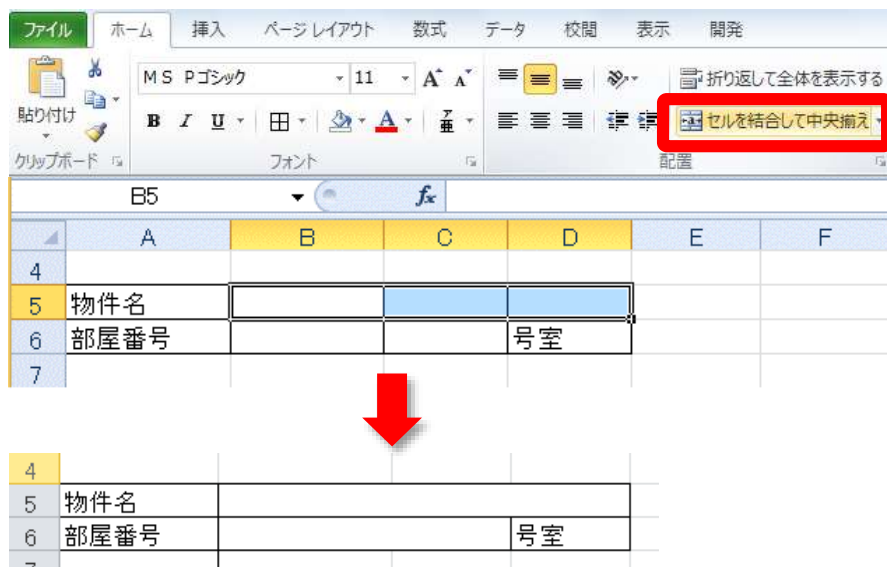 ファイル ホーム 挿入 ページ レイアウト 数式 データ 校閲 表示 開発
ＭＳ Ｐゴシック 11 A A 折り返して全体を表示する
貼り付け B I U A セルを結合して中央揃え
クリップボード フォント 配置
B5 fx
A B C D E F
4
5 物件名
6 部屋番号 号室
7
4
5 物件名
6 部屋番号 号室